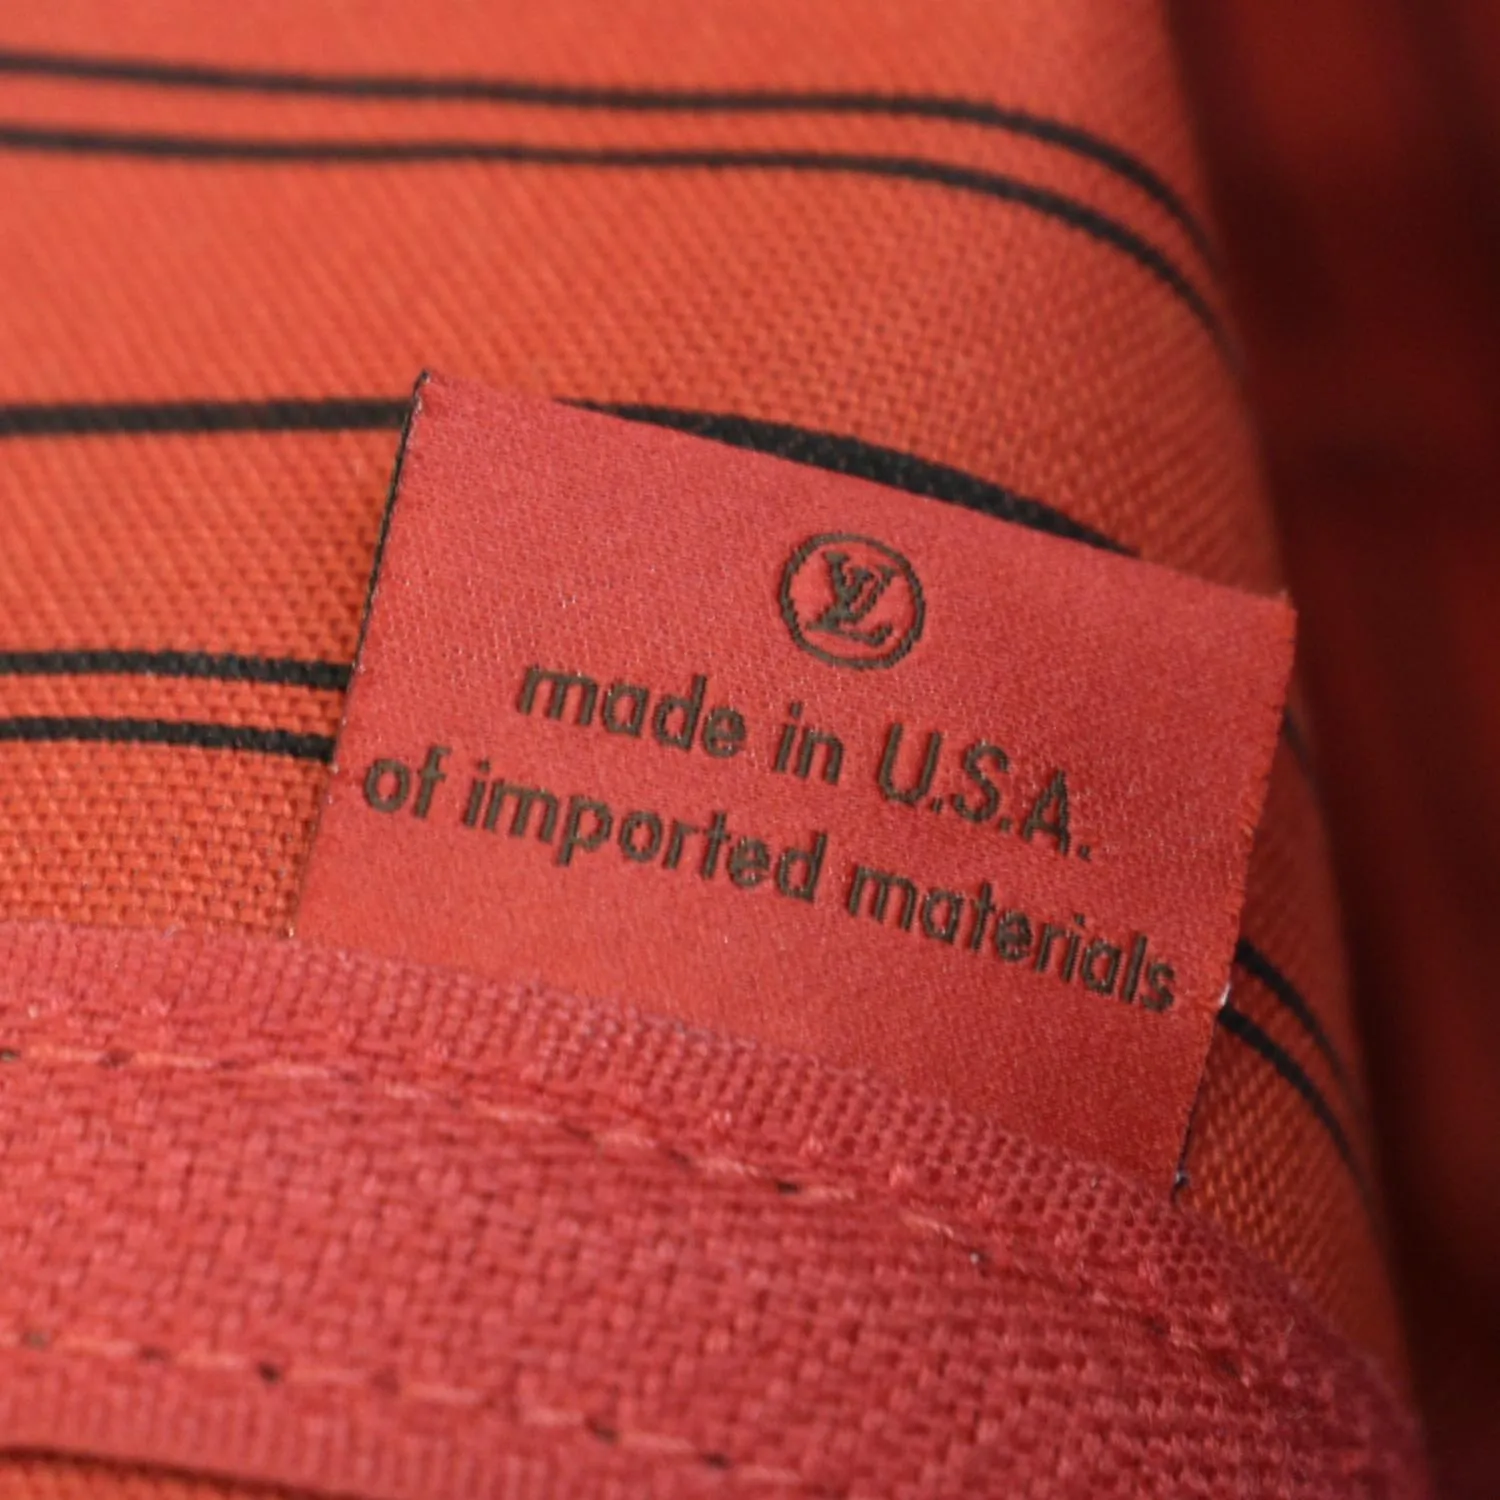 LV
made in U.S.A.
of imported materials